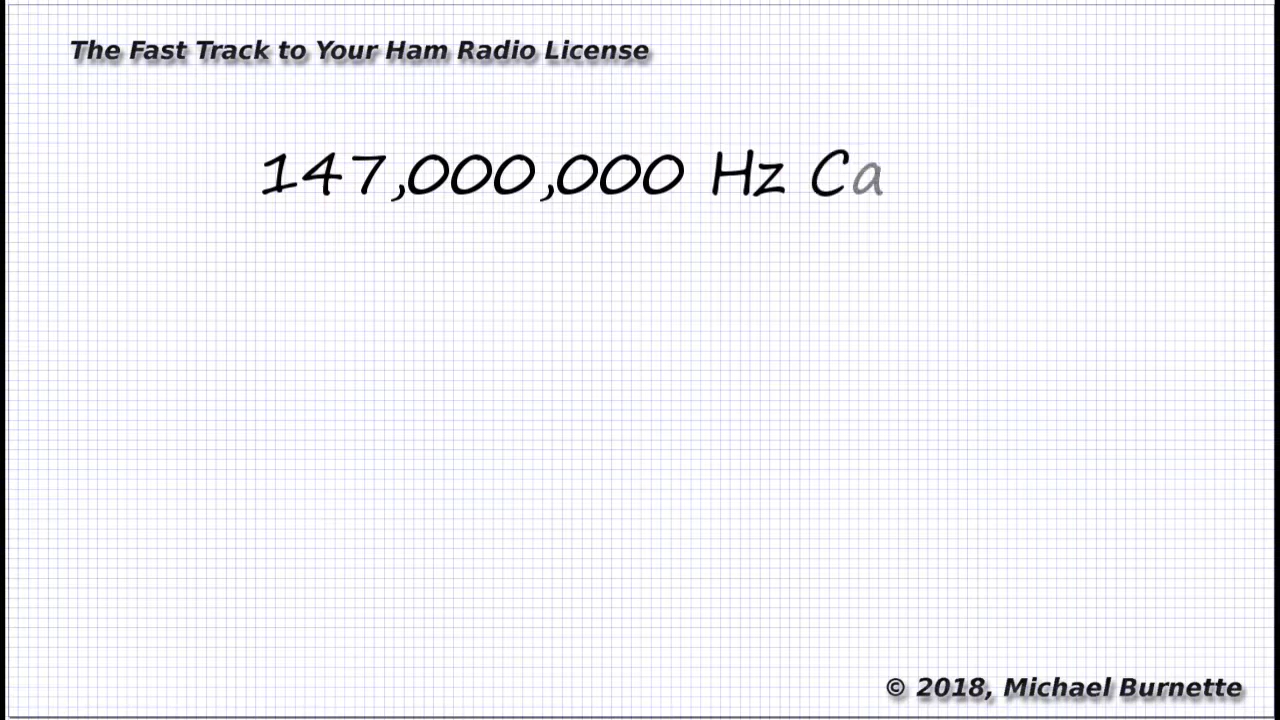 The Fast Track to Your Ham Radio License
147,000,000 Hz Ca
© 2018, Michael Burnette